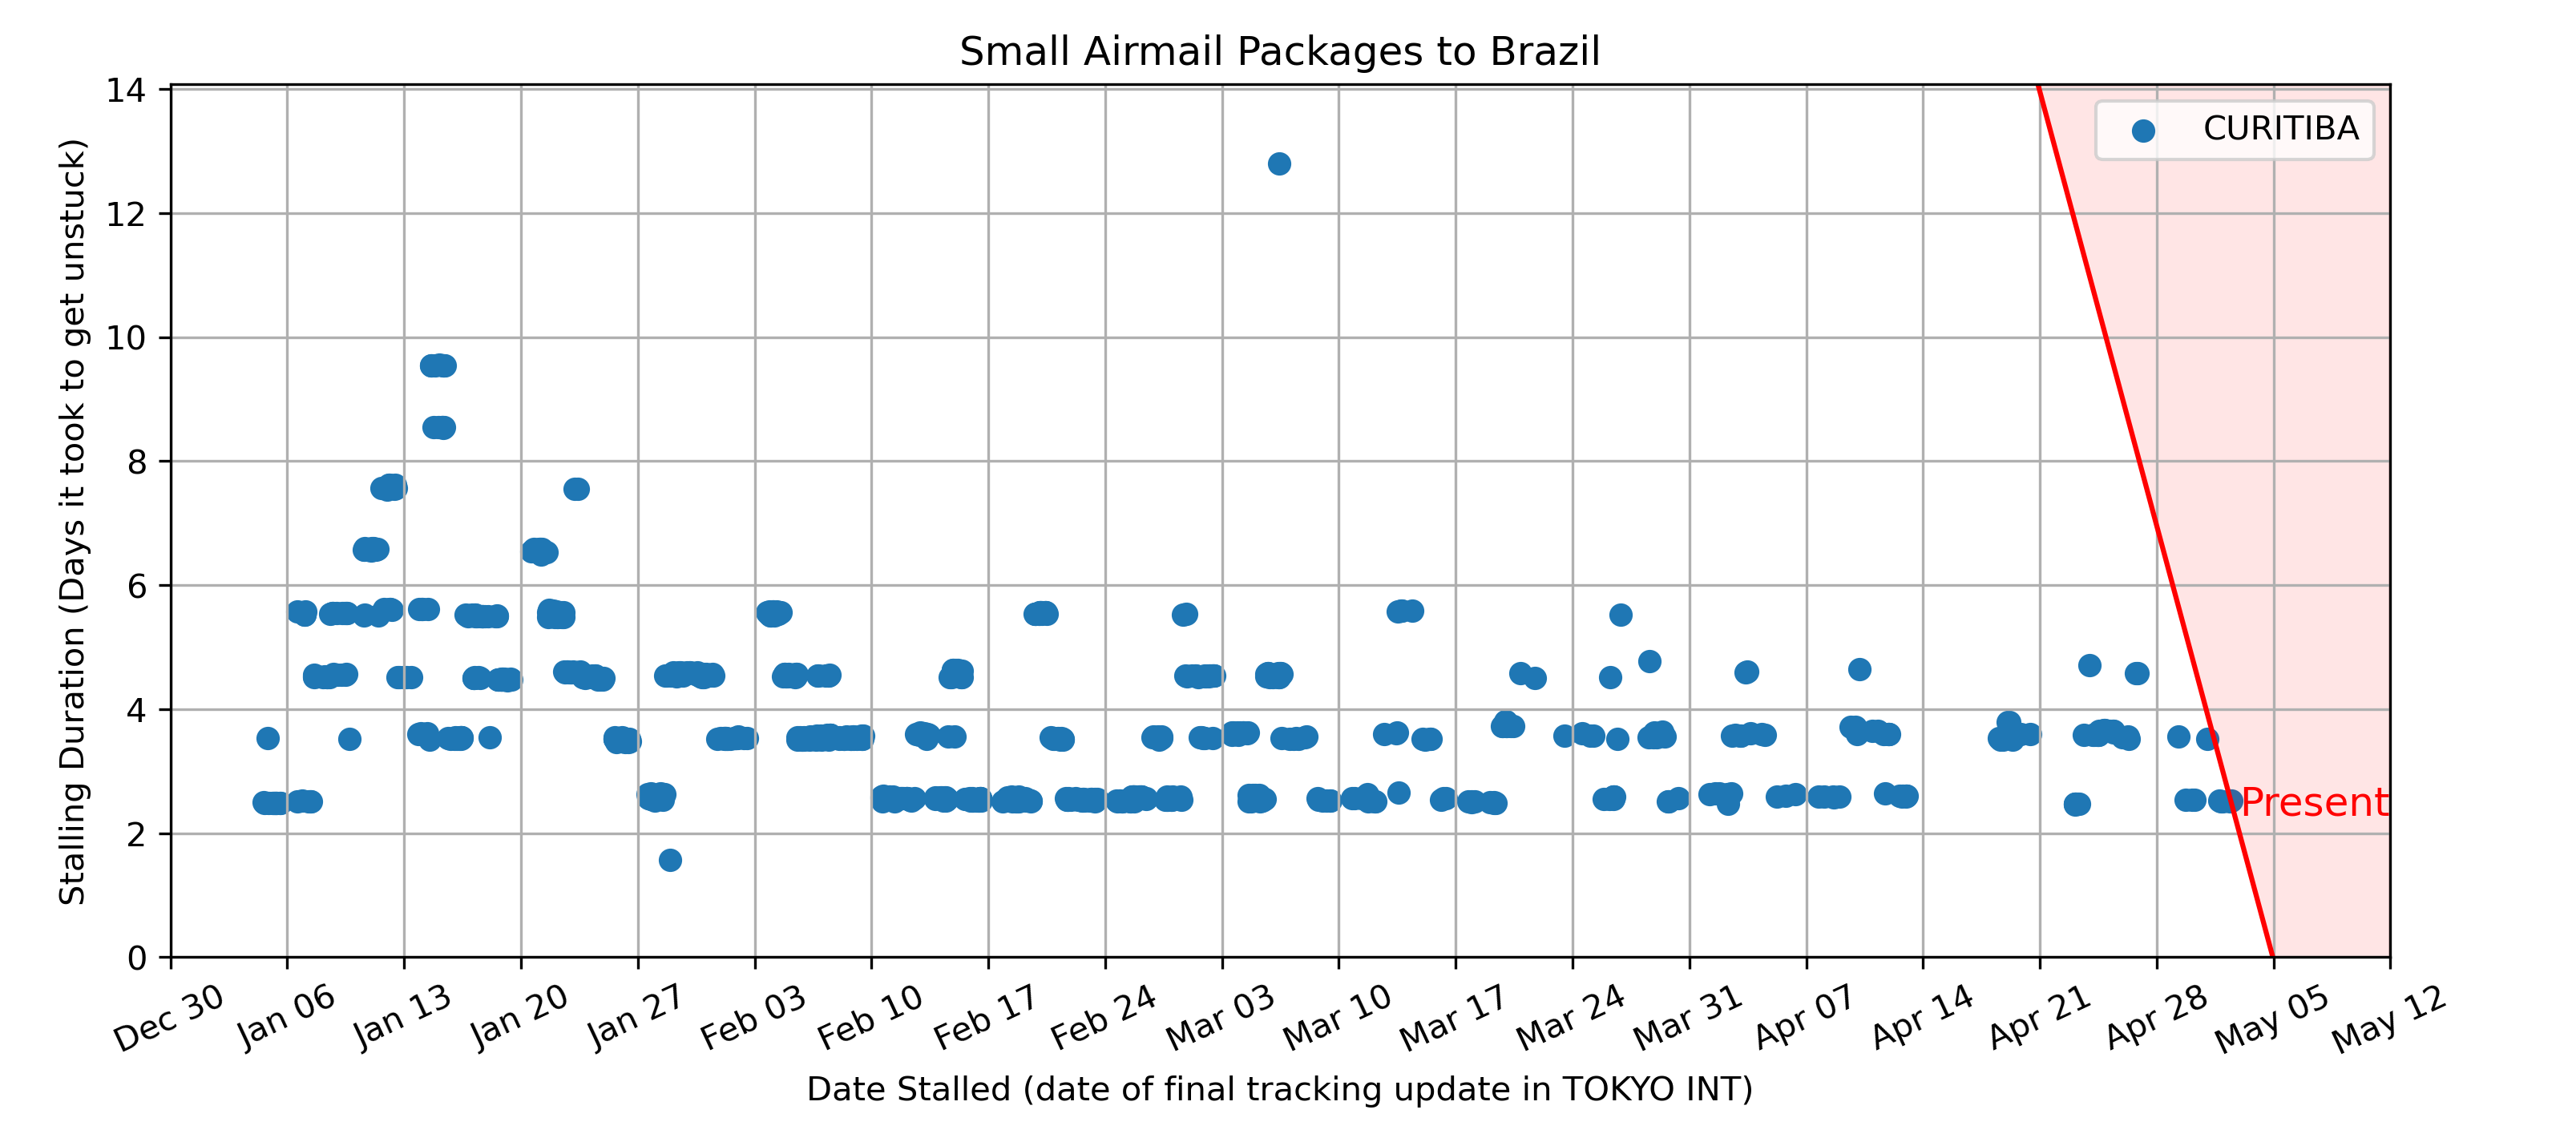 Small Airmail Packages to Brazil
Stalling Duration (Days it took to get unstuck)
14
12
10
8
6
4
2
0
CURITIBA
Present
Dec 30
Jan 06
Jan 13
Jan 20
Jan 27
Feb 03
Feb 10
Feb 17
Feb 24
Mar 03
Mar 10
Mar 17
Mar 24
Mar 31
Apr 07
Apr 14
Apr 21
Apr 28
May 05
May 12
Date Stalled (date of final tracking update in TOKYO INT)